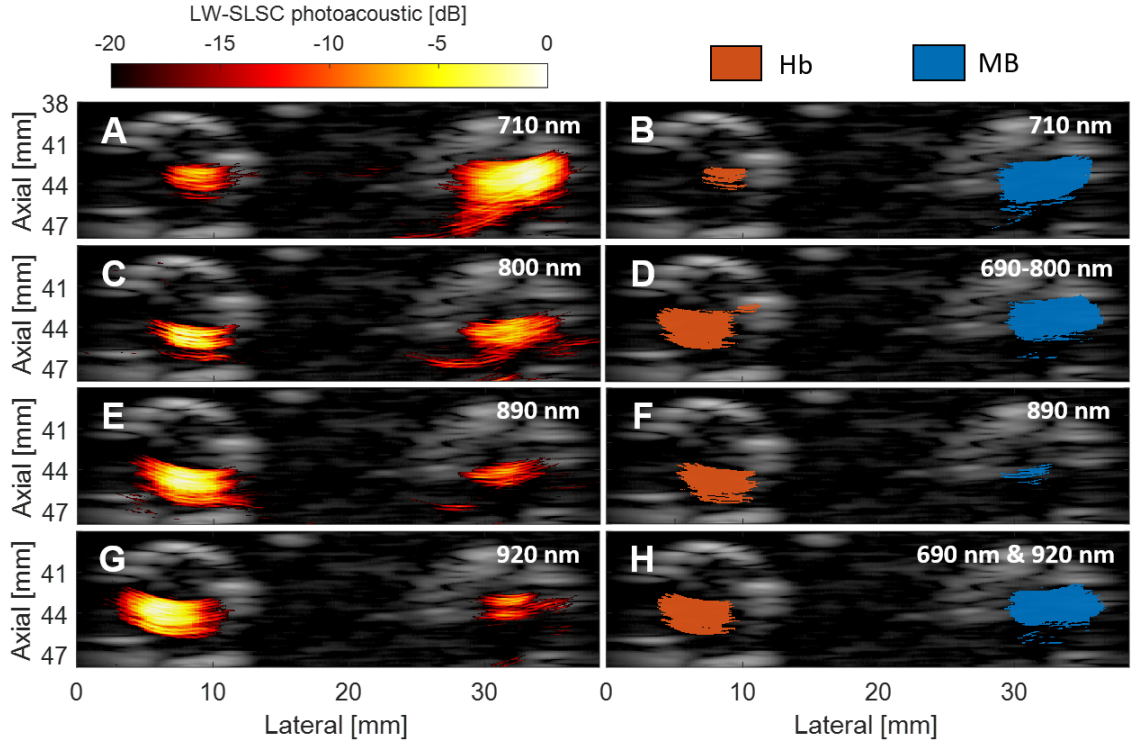 LW-SLSC photoacoustic [dB]
-20 -15 -10 -5 0
Hb MB
38
41
44
47
Axial [mm]
A 710 nm
B 710 nm
41
44
47
Axial [mm]
C 800 nm
D 690-800 nm
41
44
47
Axial [mm]
E 890 nm
F 890 nm
41
44
47
Axial [mm]
G 920 nm
H 690 nm & 920 nm
0 10 20 30 0 10 20 30
Lateral [mm] Lateral [mm]